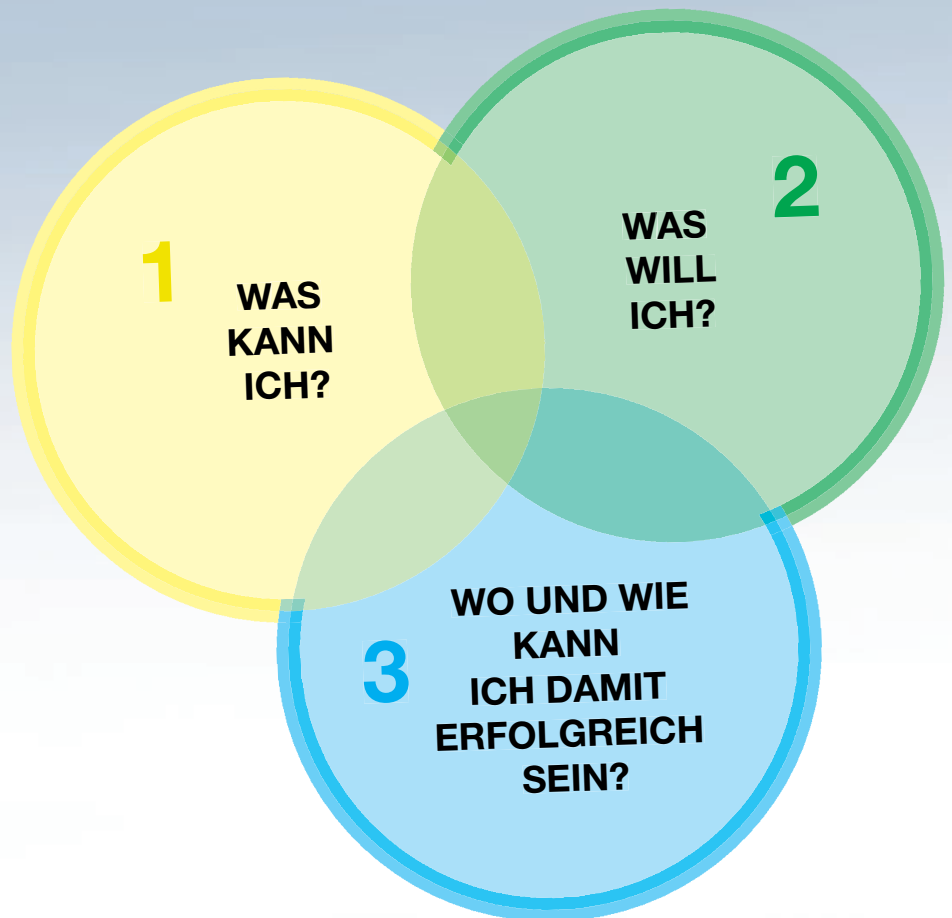 1
WAS
KANN
ICH?
2
WAS
WILL
ICH?
3
WO UND WIE
KANN
ICH DAMIT
ERFOLGREICH
SEIN?